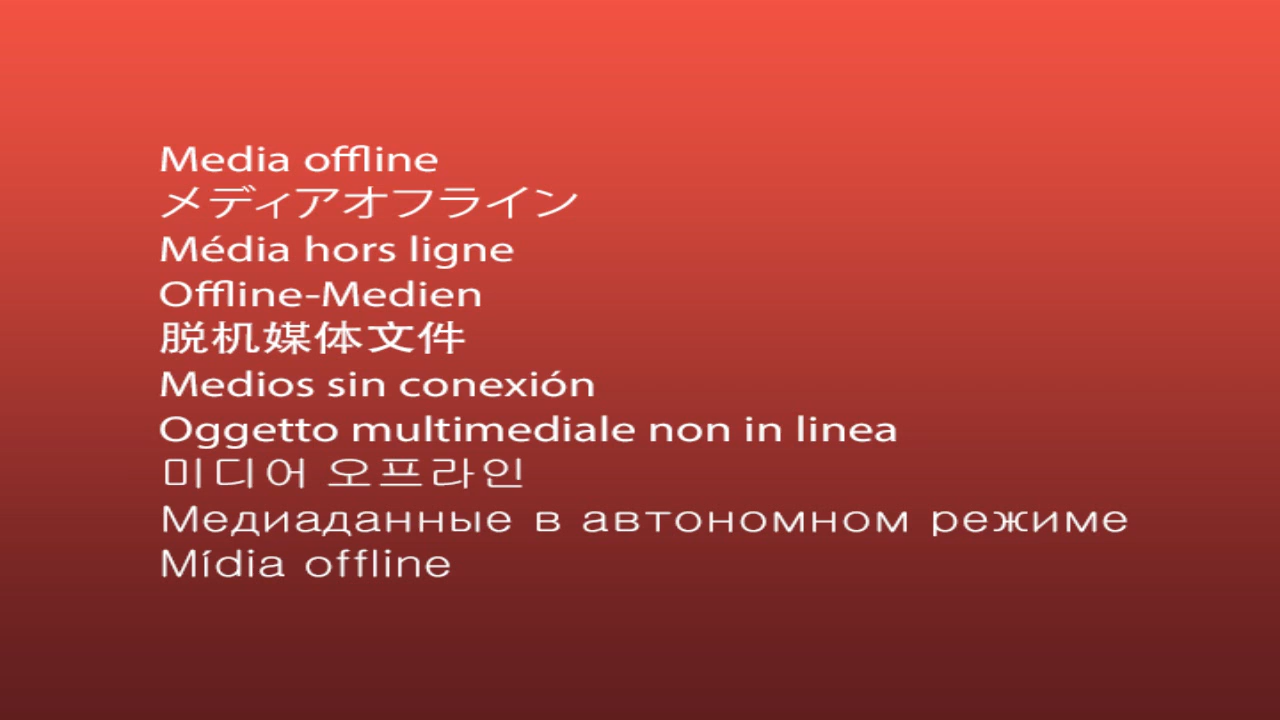 Media offline
メディアオフライン
Média hors ligne
Offline-Medien
脱机媒体文件
Medios sin conexión
Oggetto multimediale non in linea
미디어 오프라인
Медиаданные в автономном режиме
Mídia offline